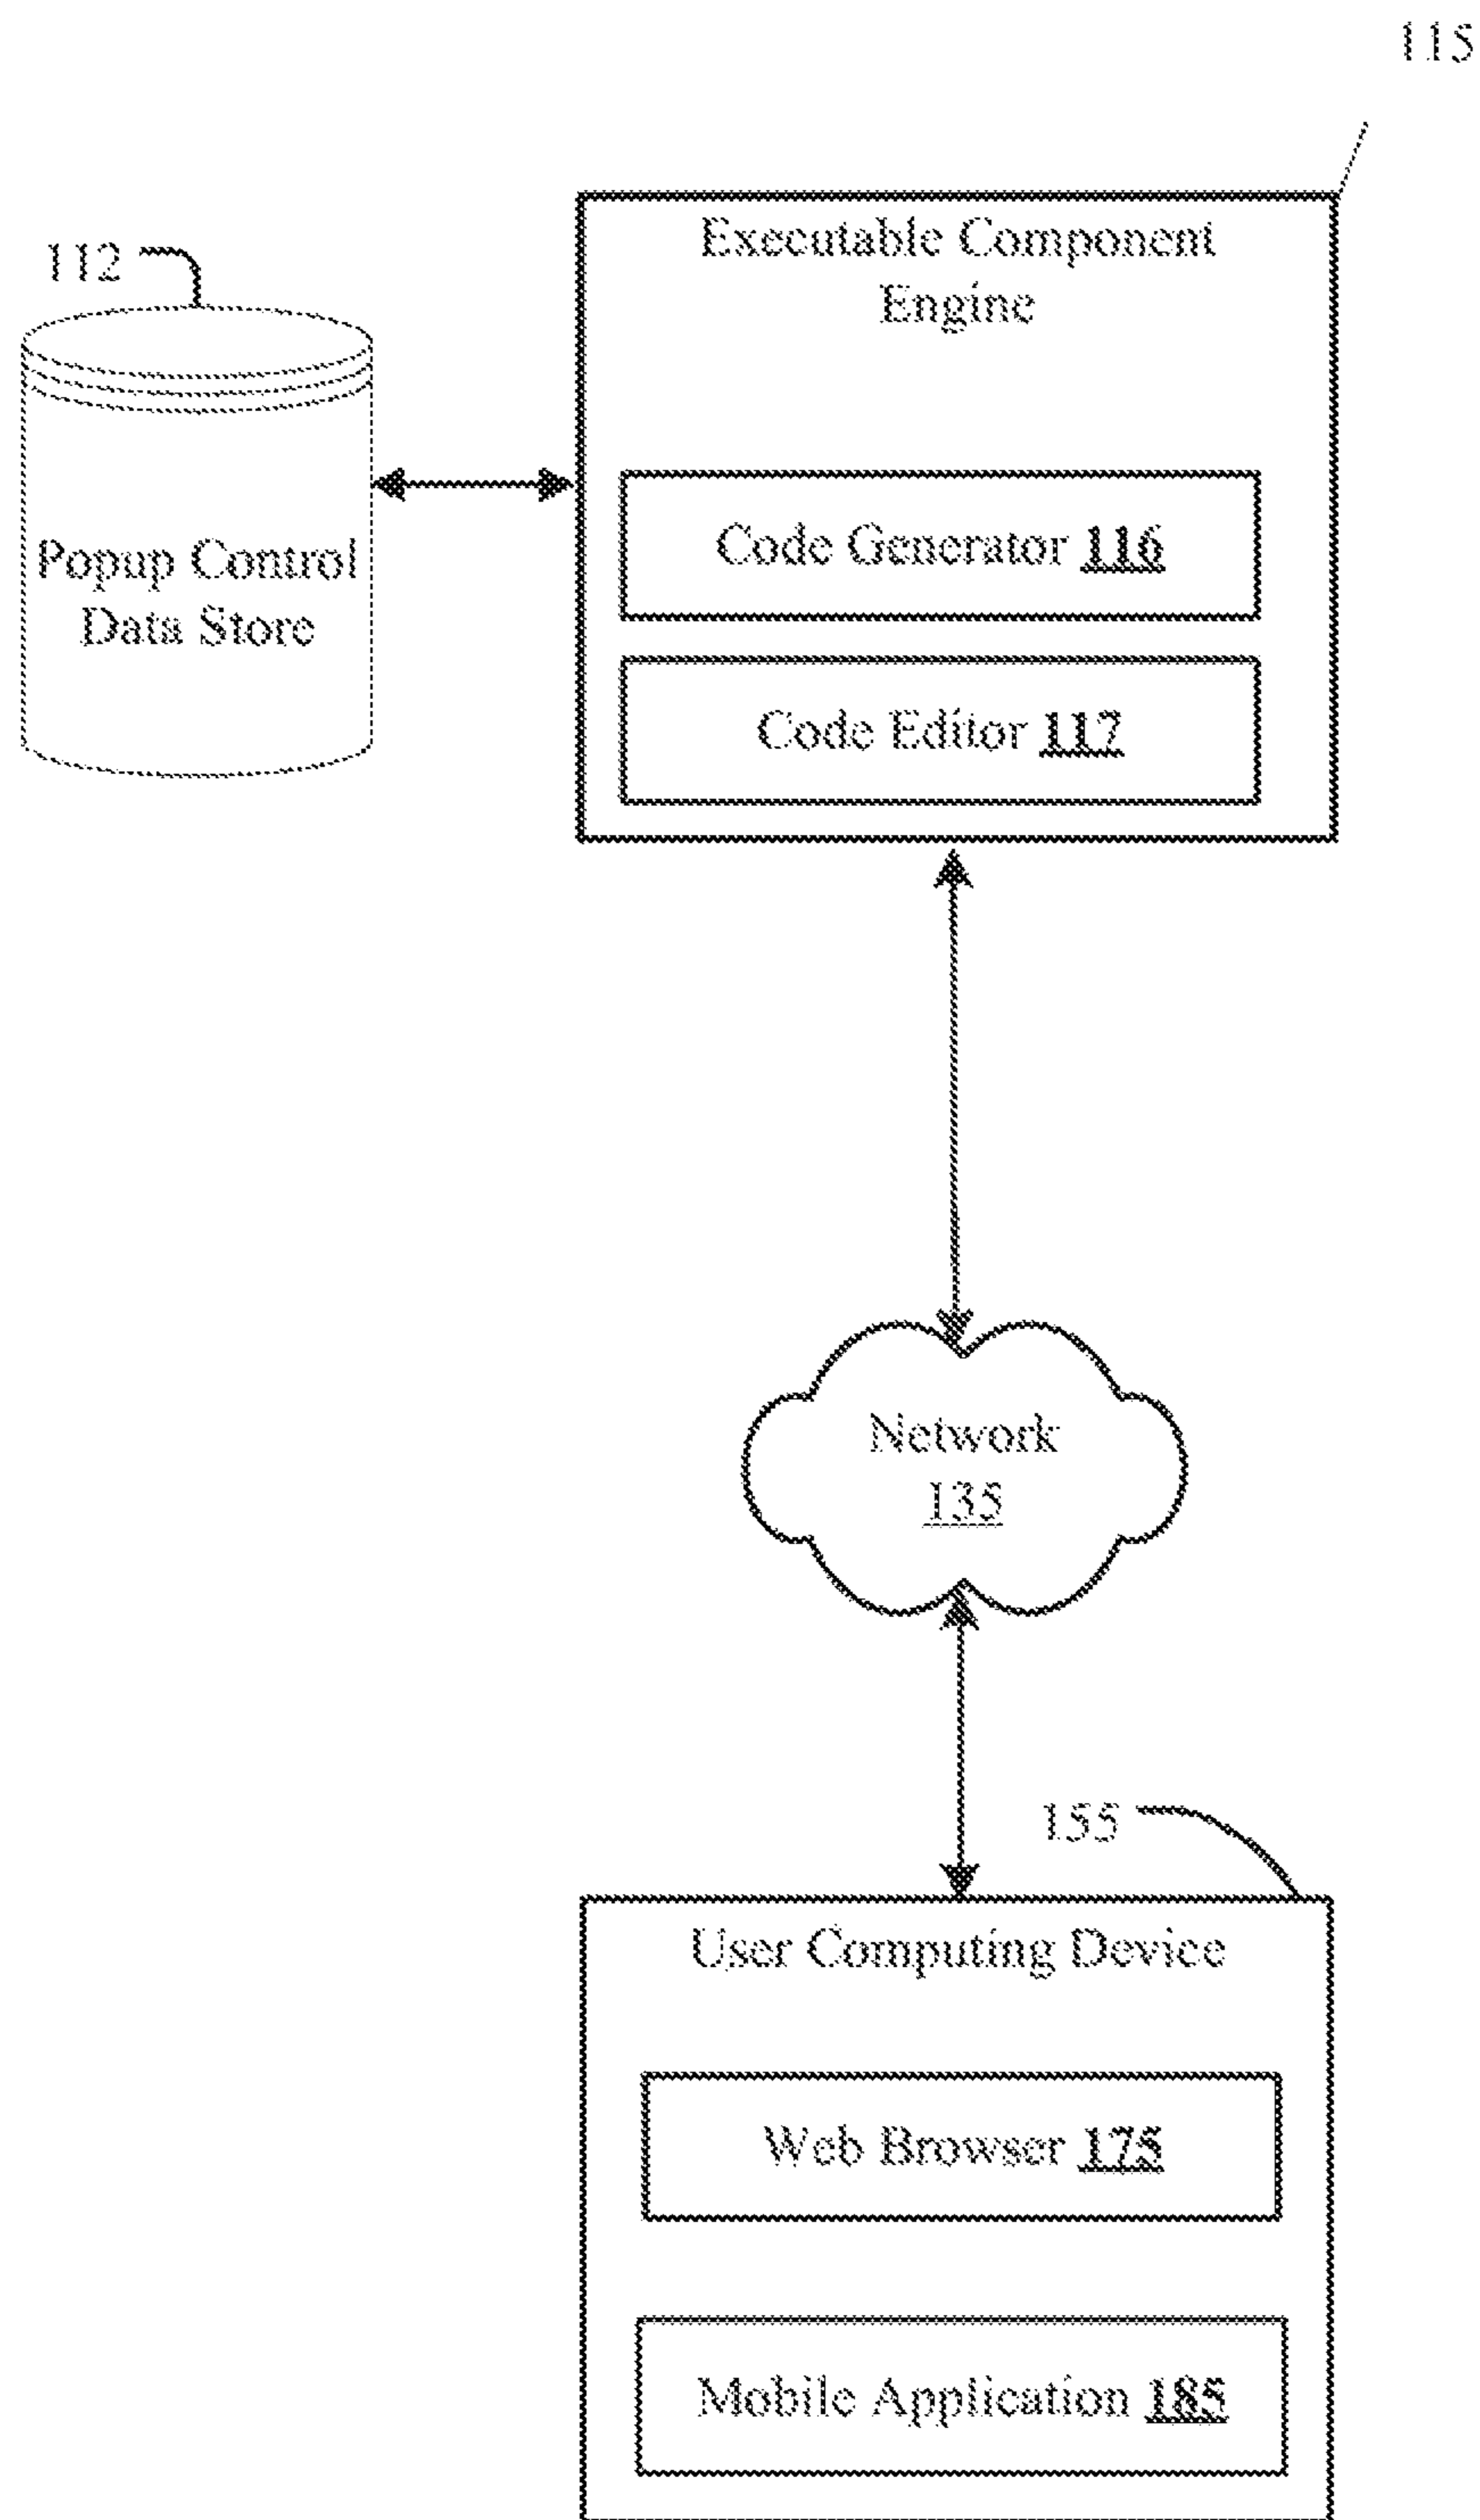 115
Executable Component
Engine
112
Popup Control
Data Store
Code Generator 116
Code Editor 117
Network
135
155
User Computing Device
Web Browser 175
Mobile Application 185